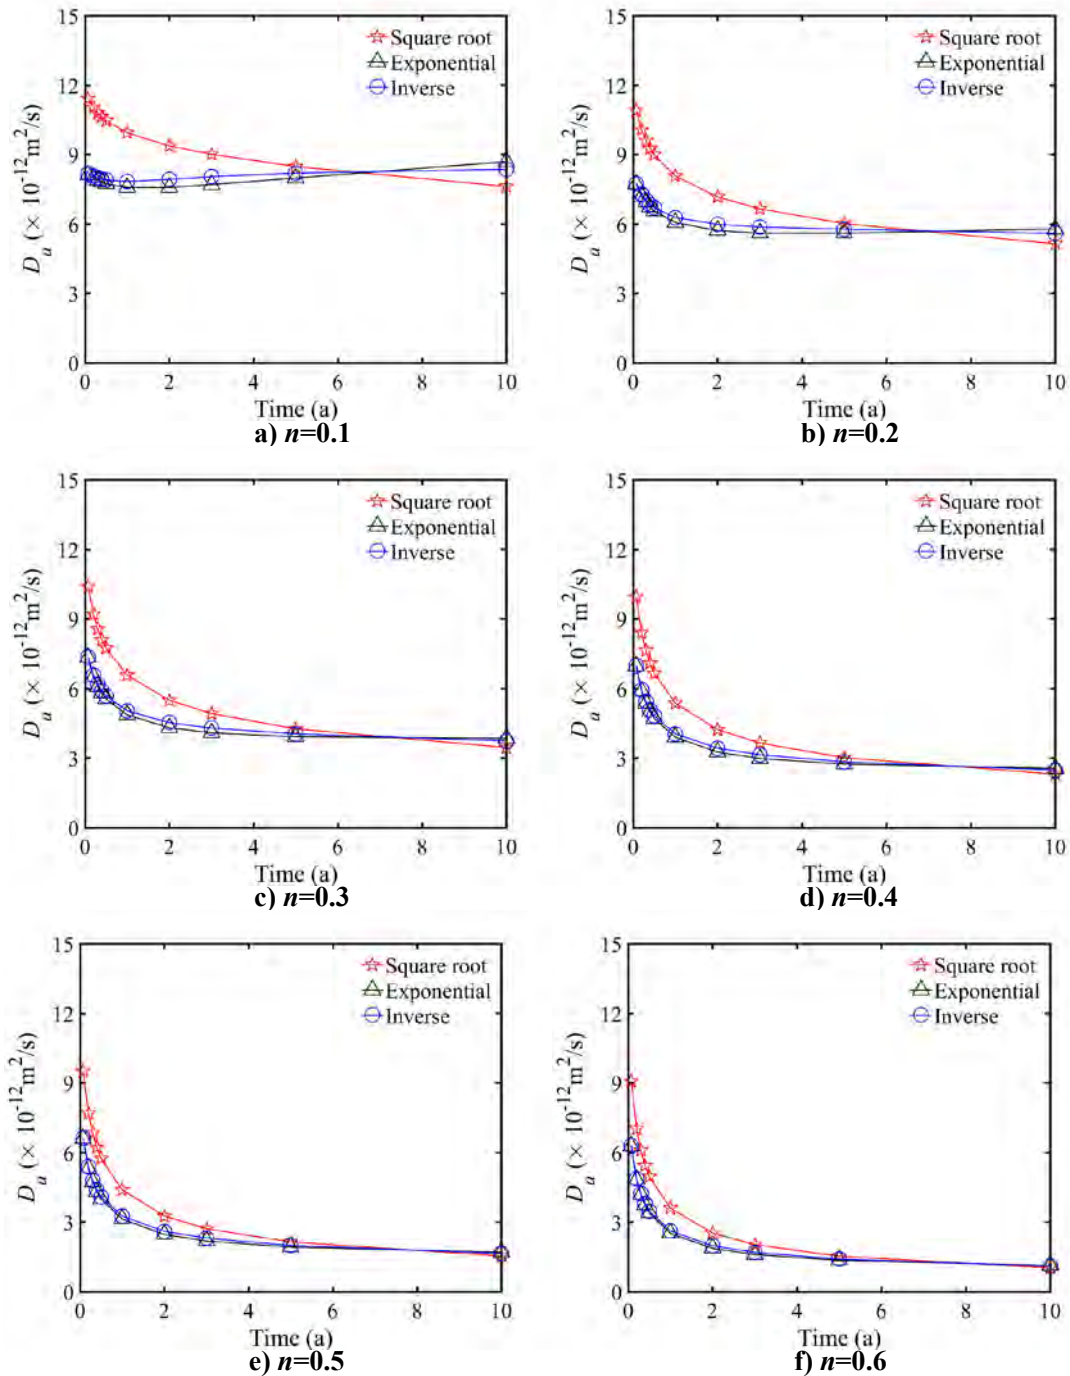 15
12
9
6
3
0
D_a (× 10^-12 m^2/s)
Square root
Exponential
Inverse
0 2 4 6 8 10
Time (a)
a) n=0.1
15
12
9
6
3
0
D_a (× 10^-12 m^2/s)
Square root
Exponential
Inverse
0 2 4 6 8 10
Time (a)
b) n=0.2
15
12
9
6
3
0
D_a (× 10^-12 m^2/s)
Square root
Exponential
Inverse
0 2 4 6 8 10
Time (a)
c) n=0.3
15
12
9
6
3
0
D_a (× 10^-12 m^2/s)
Square root
Exponential
Inverse
0 2 4 6 8 10
Time (a)
d) n=0.4
15
12
9
6
3
0
D_a (× 10^-12 m^2/s)
Square root
Exponential
Inverse
0 2 4 6 8 10
Time (a)
e) n=0.5
15
12
9
6
3
0
D_a (× 10^-12 m^2/s)
Square root
Exponential
Inverse
0 2 4 6 8 10
Time (a)
f) n=0.6